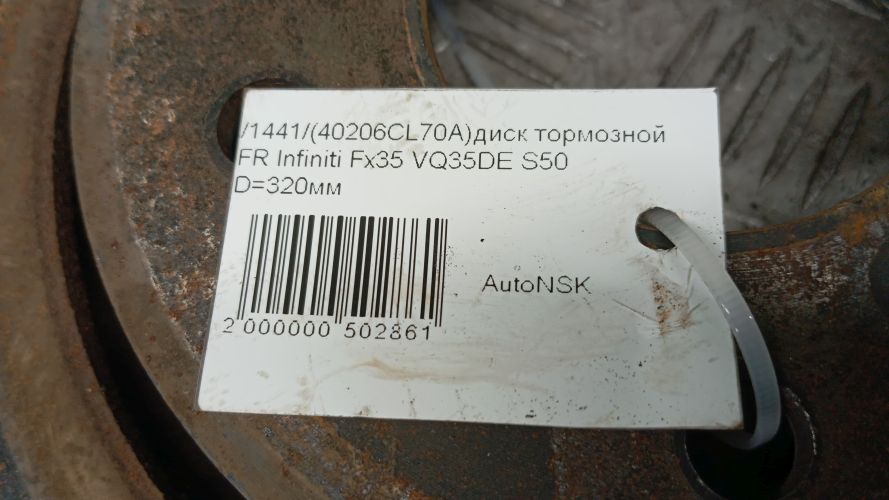 /1441/(40206CL70A)диск тормозной
FR Infiniti Fx35 VQ35DE S50
D=320мм
AutoNSK
2 000000 502861